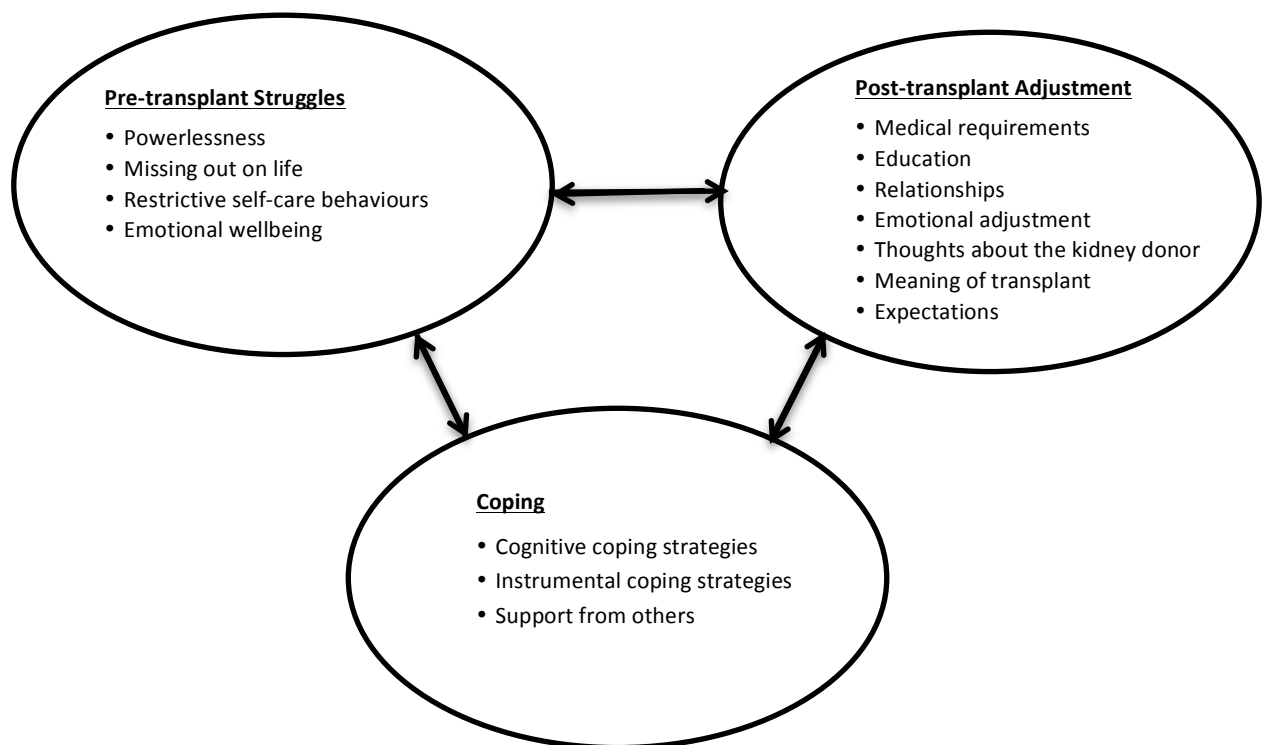 Pre-transplant Struggles
• Powerlessness
• Missing out on life
• Restrictive self-care behaviours
• Emotional wellbeing
Post-transplant Adjustment
• Medical requirements
• Education
• Relationships
• Emotional adjustment
• Thoughts about the kidney donor
• Meaning of transplant
• Expectations
Coping
• Cognitive coping strategies
• Instrumental coping strategies
• Support from others